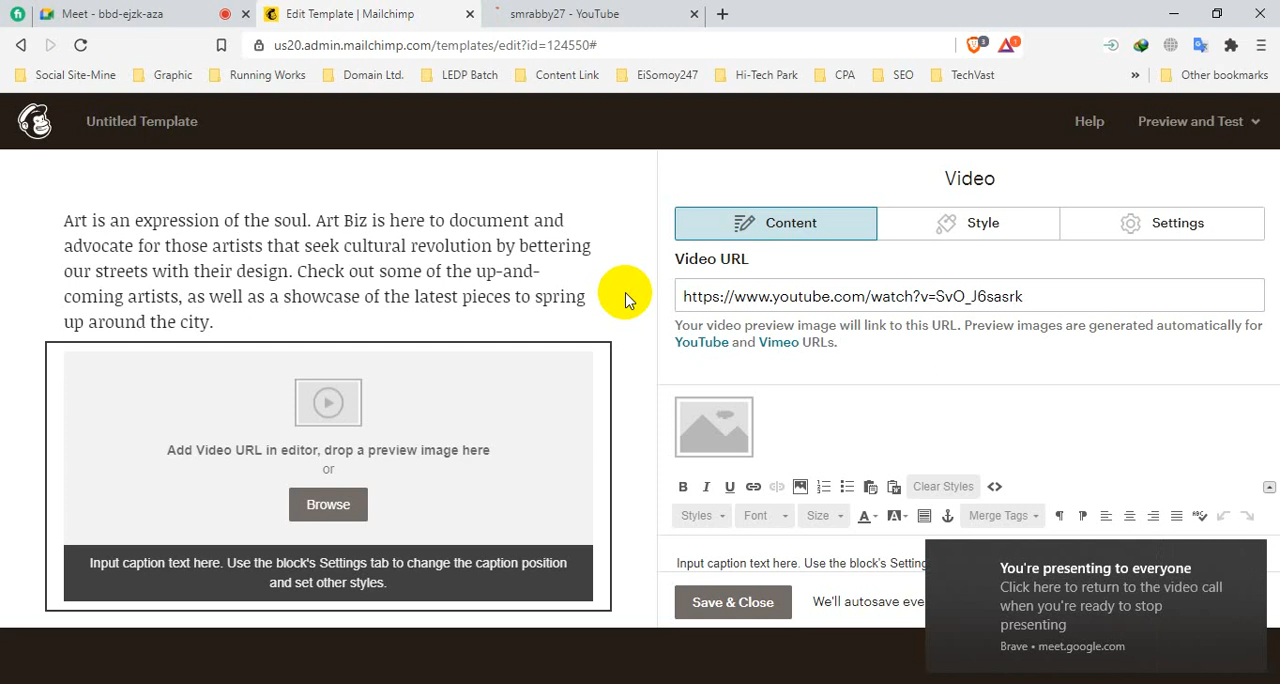 Meet - bbd-ejzk-aza
Edit Template | Mailchimp
smrabby27 - YouTube
us20.admin.mailchimp.com/templates/edit?id=124550#
3
1
Social Site-Mine
Graphic
Running Works
Domain Ltd.
LEDP Batch
Content Link
EiSomoy247
Hi-Tech Park
CPA
SEO
TechVast
»
Other bookmarks
Untitled Template
Help
Preview and Test
Art is an expression of the soul. Art Biz is here to document and
advocate for those artists that seek cultural revolution by bettering
our streets with their design. Check out some of the up-and-
coming artists, as well as a showcase of the latest pieces to spring
up around the city.
Add Video URL in editor, drop a preview image here
or
Browse
Input caption text here. Use the block's Settings tab to change the caption position
and set other styles.
Video
Content
Style
Settings
Video URL
https://www.youtube.com/watch?v=SvO_J6sasrk
Your video preview image will link to this URL. Preview images are generated automatically for
YouTube and Vimeo URLs.
B I U
Clear Styles
Styles
Font
Size
A
A
Merge Tags
Input caption text here. Use the block's Setting
Save & Close
We'll autosave eve
You're presenting to everyone
Click here to return to the video call
when you're ready to stop
presenting
Brave • meet.google.com